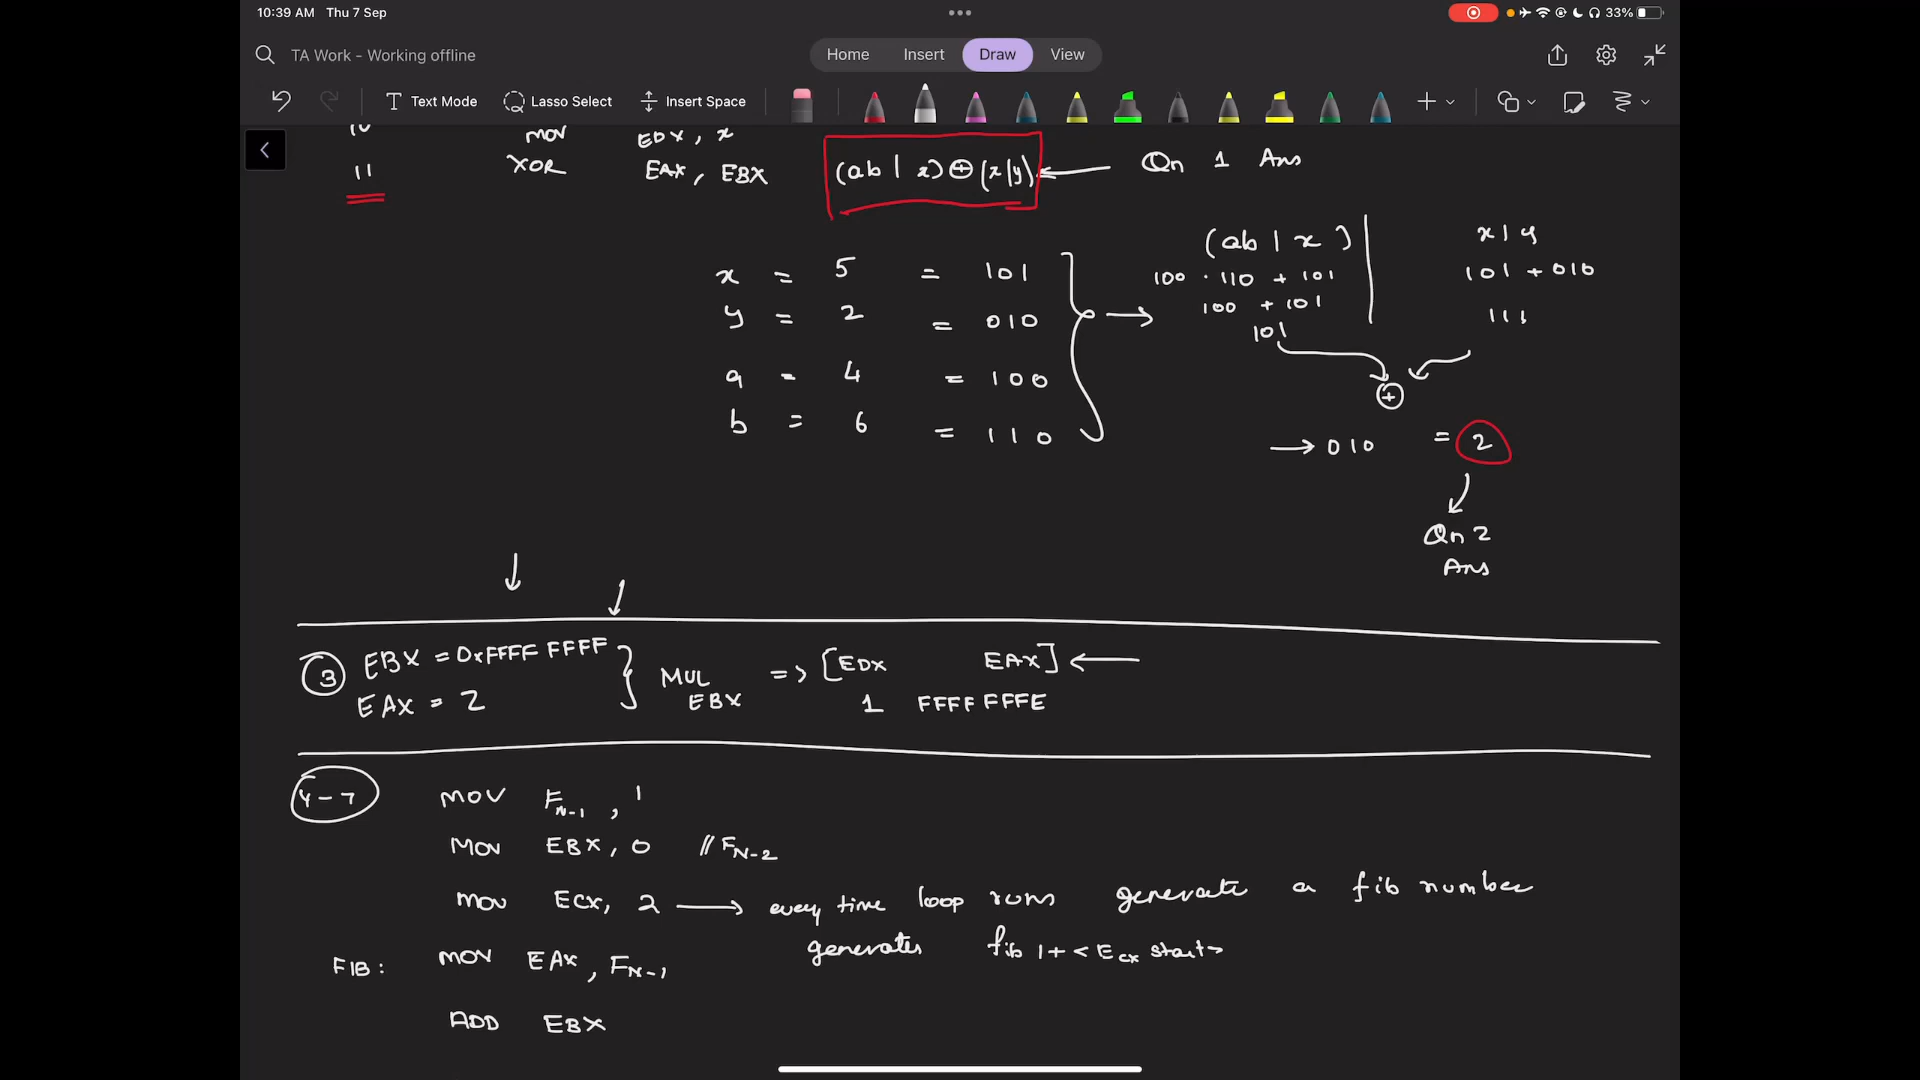 10:39 AM Thu 7 Sep
33%
TA Work - Working offline
Home Insert Draw View
Text Mode Lasso Select Insert Space
10 MOV EDX, x
11 XOR EAX, EBX (ab | x) ⊕ (x|y) Qn 1 Ans
(ab | x) x | y
x = 5 = 101 100 . 110 + 101 101 + 010
100 + 101
y = 2 = 010 101 111
a = 4 = 100
⊕
b = 6 = 110
→ 010 = 2
Qn 2
Ans
3 EBX = 0xFFFF FFFF
EAX = 2
MUL EBX => [EDX EAX] ←
1 FFFF FFFE
4-7 MOV F_N-1, 1
MOV EBX, 0 // F_N-2
MOV ECX, 2 → every time loop runs generate a fib number
generates fib 1 + <Ecx start>
FIB: MOV EAX, F_N-1
ADD EBX